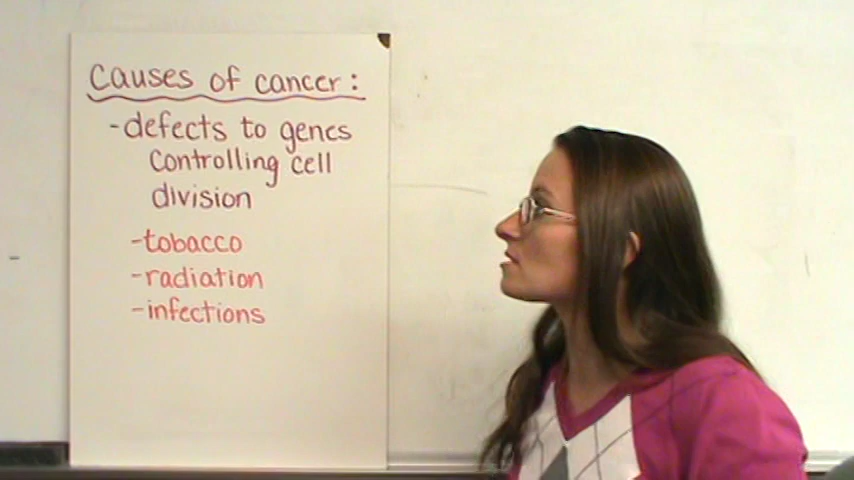 Causes of cancer:
-defects to genes
controlling cell
division
-tobacco
-radiation
-infections